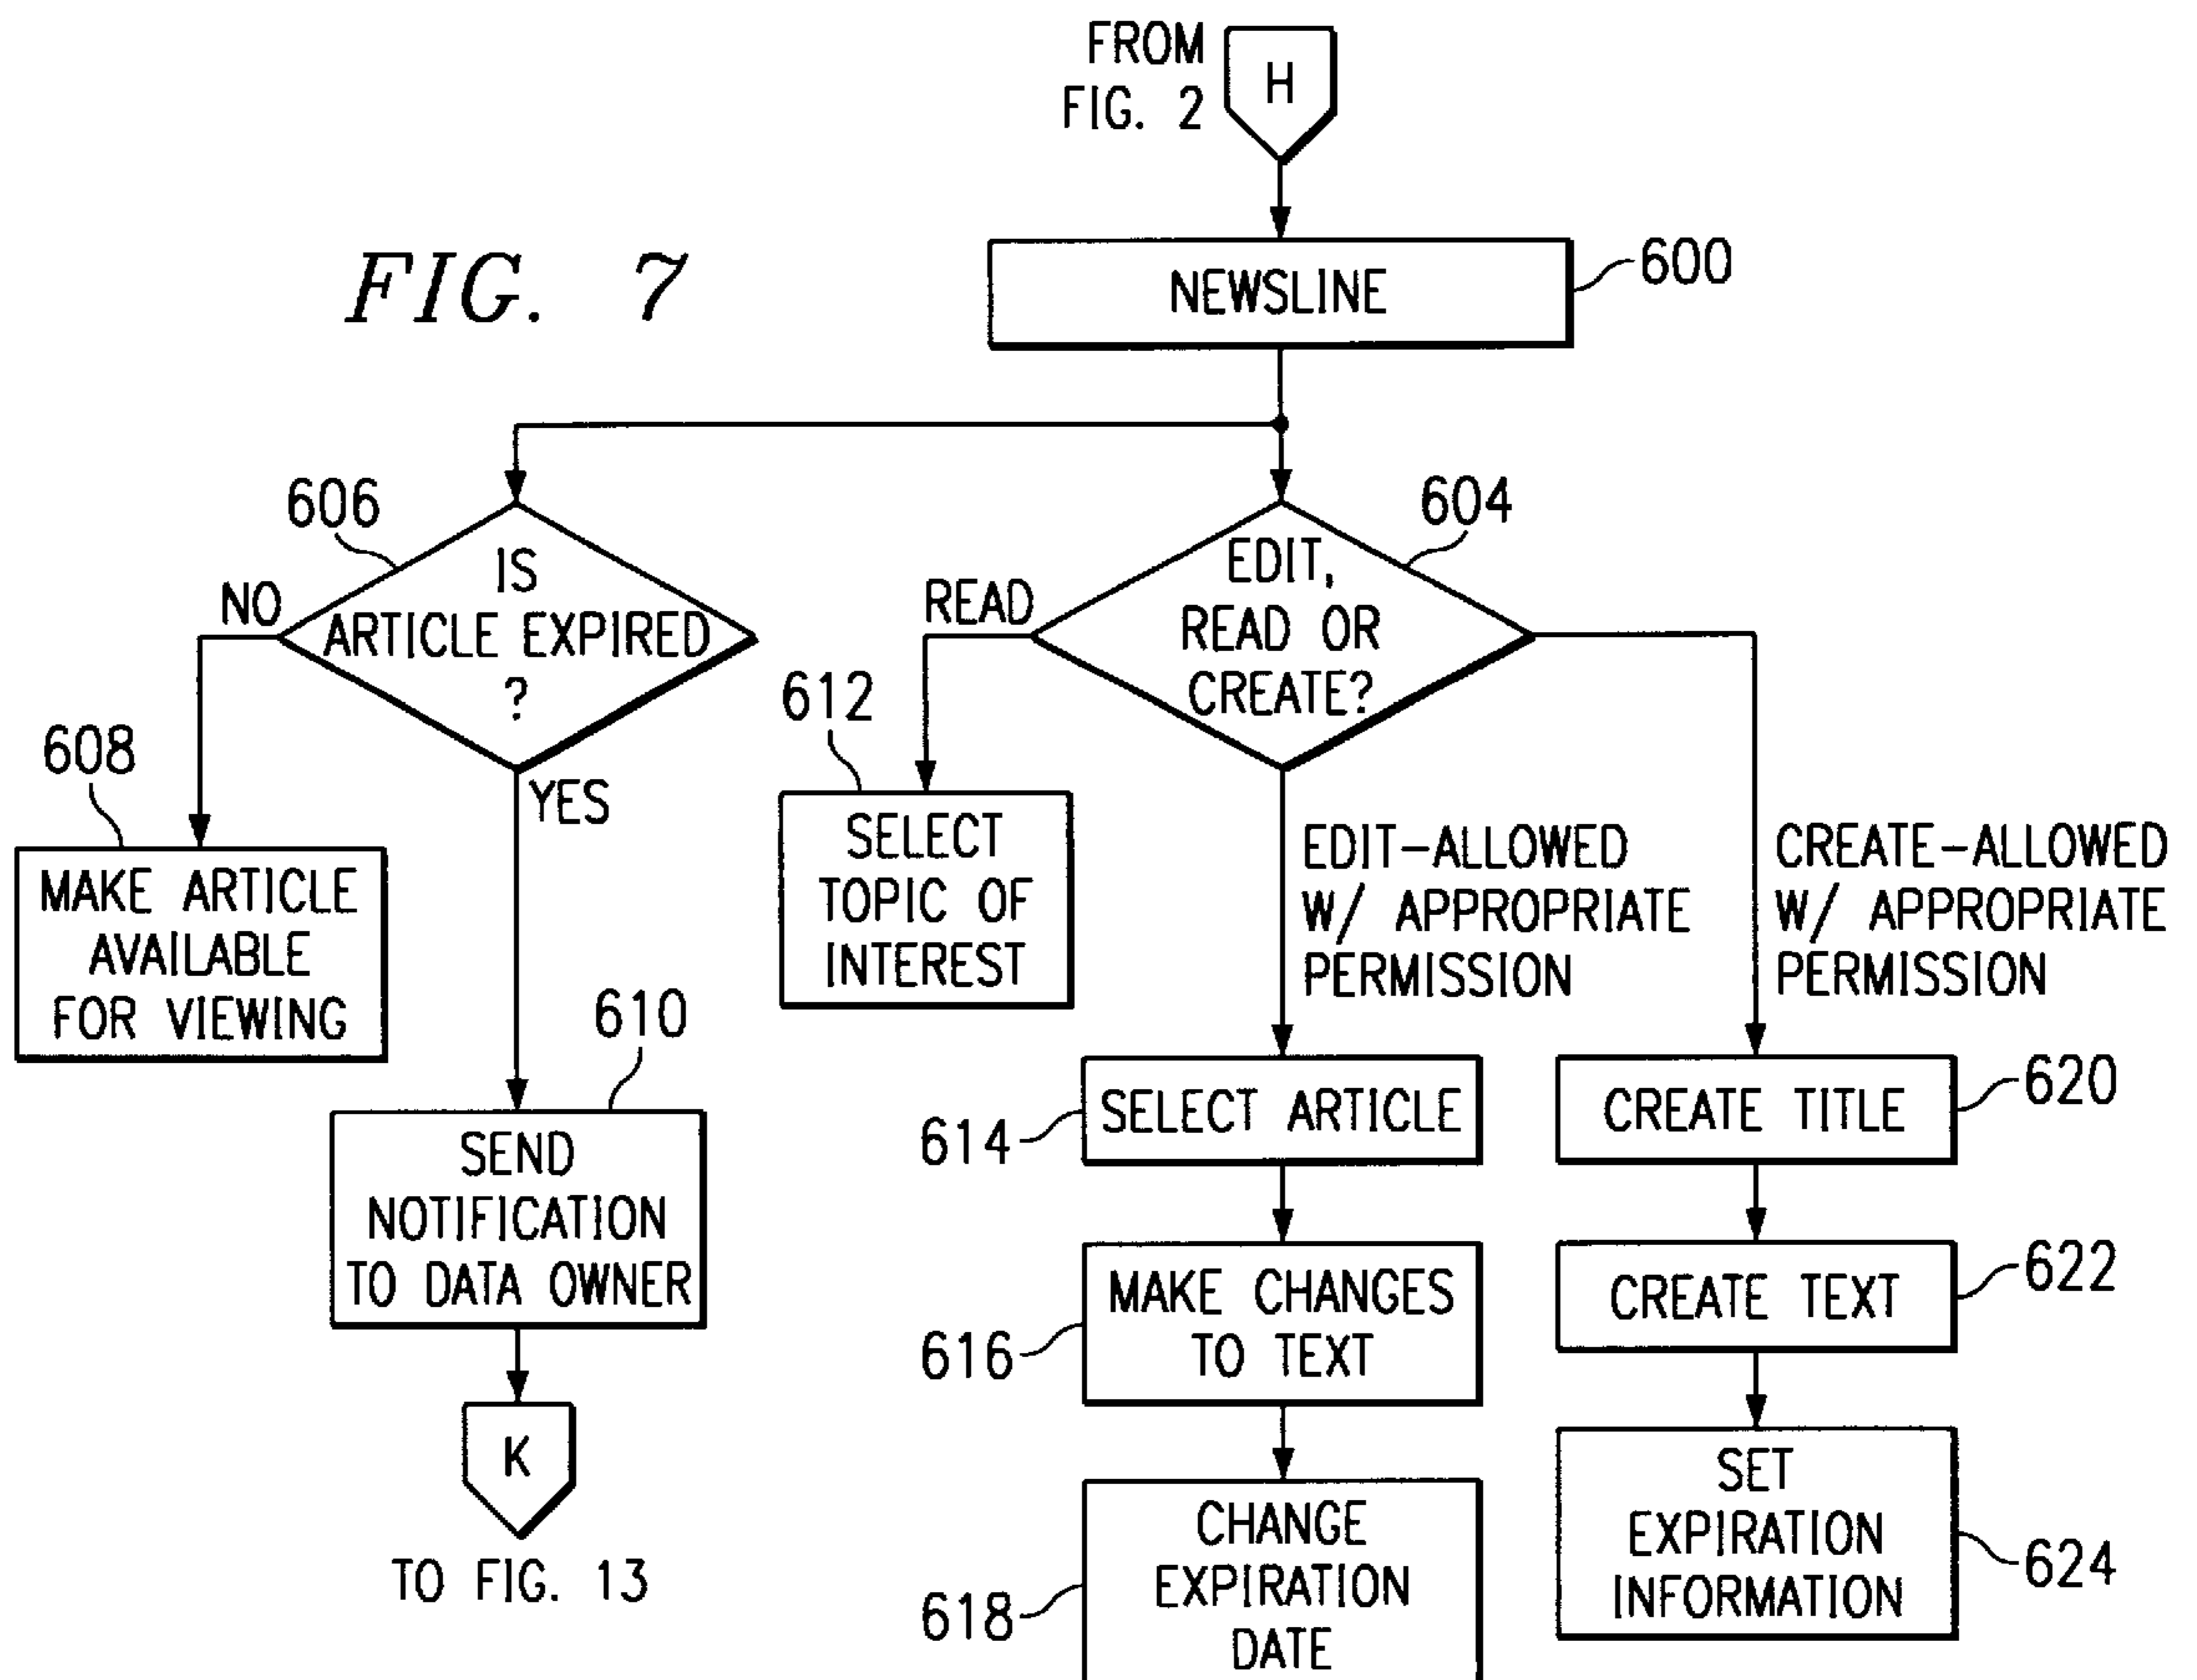 FROM
FIG. 2
H
FIG. 7
NEWSLINE
600
606
IS
ARTICLE EXPIRED
?
NO
YES
604
EDIT,
READ OR
CREATE?
READ
608
MAKE ARTICLE
AVAILABLE
FOR VIEWING
612
SELECT
TOPIC OF
INTEREST
EDIT-ALLOWED
W/ APPROPRIATE
PERMISSION
CREATE-ALLOWED
W/ APPROPRIATE
PERMISSION
610
SEND
NOTIFICATION
TO DATA OWNER
K
TO FIG. 13
614
SELECT ARTICLE
616
MAKE CHANGES
TO TEXT
618
CHANGE
EXPIRATION
DATE
CREATE TITLE
620
CREATE TEXT
622
SET
EXPIRATION
INFORMATION
624